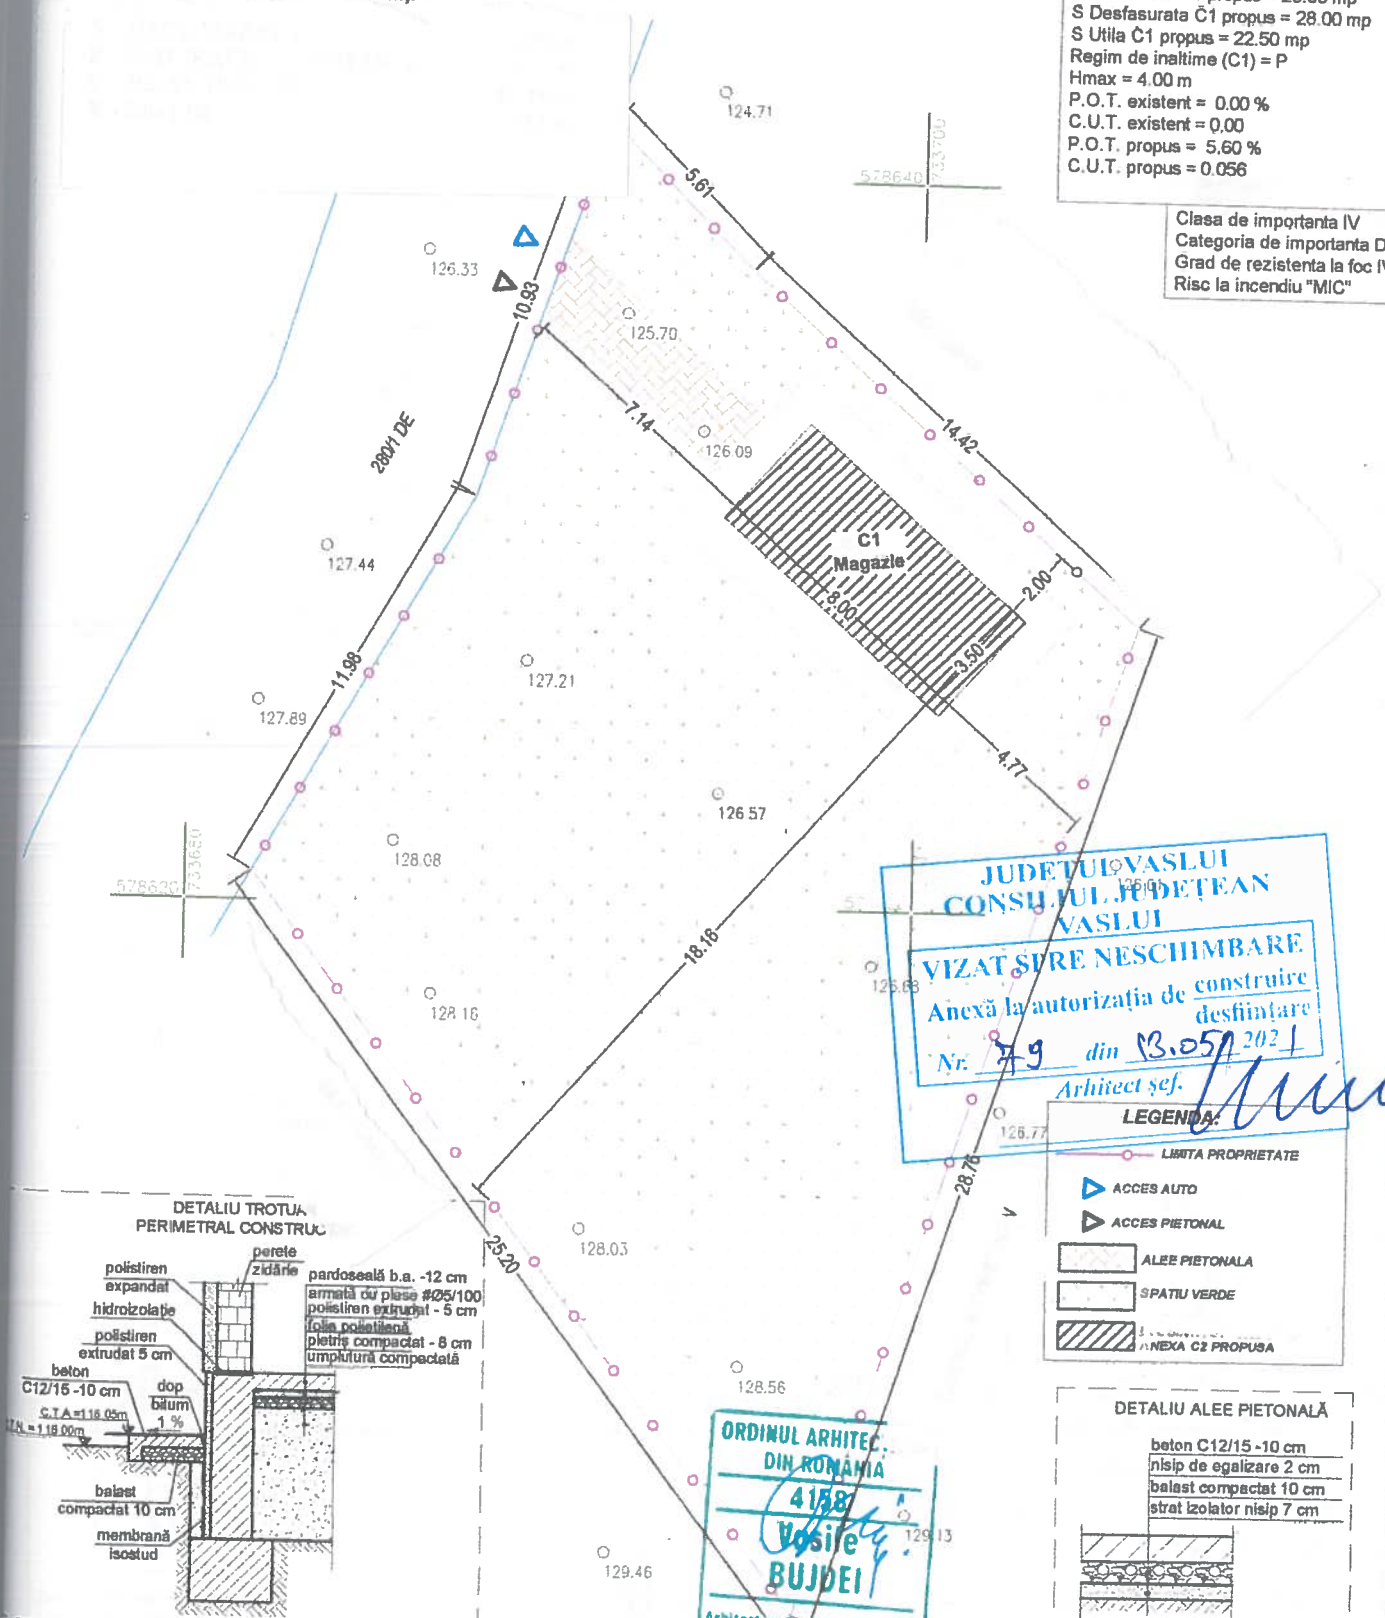 S Desfasurata C1 propus = 28.00 mp
S Utila C1 propus = 22.50 mp
Regim de inaltime (C1) = P
Hmax = 4.00 m
P.O.T. existent = 0.00 %
C.U.T. existent = 0.00
P.O.T. propus = 5.60 %
C.U.T. propus = 0.056
Clasa de importanta IV
Categoria de importanta D
Grad de rezistenta la foc IV
Risc la incendiu "MIC"
124.71
5.61
578640
733700
126.33
10.93
125.70
7.14
126.09
14.42
280/1 DE
C1
Magazie
8.00
2.00
3.50
127.44
11.98
127.21
127.89
4.77
126.57
128.08
578620
733680
18.18
128.16
JUDEȚUL VASLUI
CONSILIUL JUDEȚEAN
VASLUI
VIZAT SPRE NESCHIMBARE
Anexă la autorizația de construire
desființare
Nr. 79 din 13.05 2021
Arhitect șef.
126.77
28.76
LEGENDA:
LIMITA PROPRIETATE
ACCES AUTO
ACCES PIETONAL
ALEE PIETONALA
SPATIU VERDE
ANEXA C2 PROPUSA
128.03
25.20
128.56
129.13
129.46
DETALIU TROTUA
PERIMETRAL CONSTRUC
perete
zidărie
polistiren
expandat
hidroizolație
polistiren
extrudat 5 cm
beton
C12/15 -10 cm
dop
bitum
1 %
C.T.A=116.05m
balast
compactat 10 cm
membrană
isostud
pardoseală b.a. -12 cm
armată cu plase #Ø5/100
polistiren extrudat - 5 cm
folie polietilenă
pietriș compactat - 8 cm
umplutură compactată
ORDINUL ARHITEC
DIN ROMÂNIA
4158
Vasile
BUJDEI
DETALIU ALEE PIETONALĂ
beton C12/15 -10 cm
nisip de egalizare 2 cm
balast compactat 10 cm
strat izolator nisip 7 cm